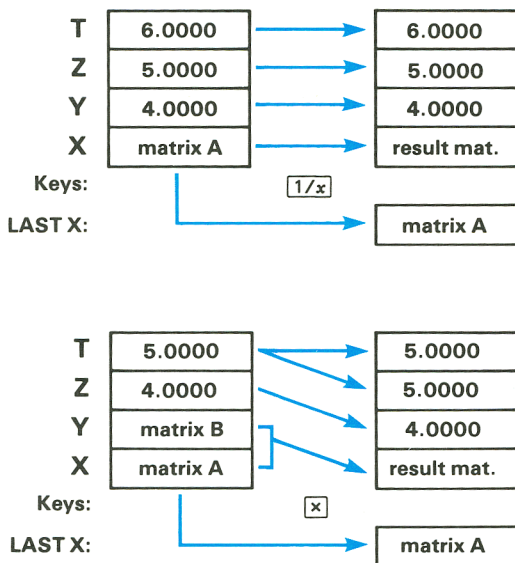 T 6.0000 6.0000
Z 5.0000 5.0000
Y 4.0000 4.0000
X matrix A result mat.
Keys: 1/x
LAST X: matrix A
T 5.0000 5.0000
Z 4.0000 5.0000
Y matrix B 4.0000
X matrix A result mat.
Keys: ×
LAST X: matrix A